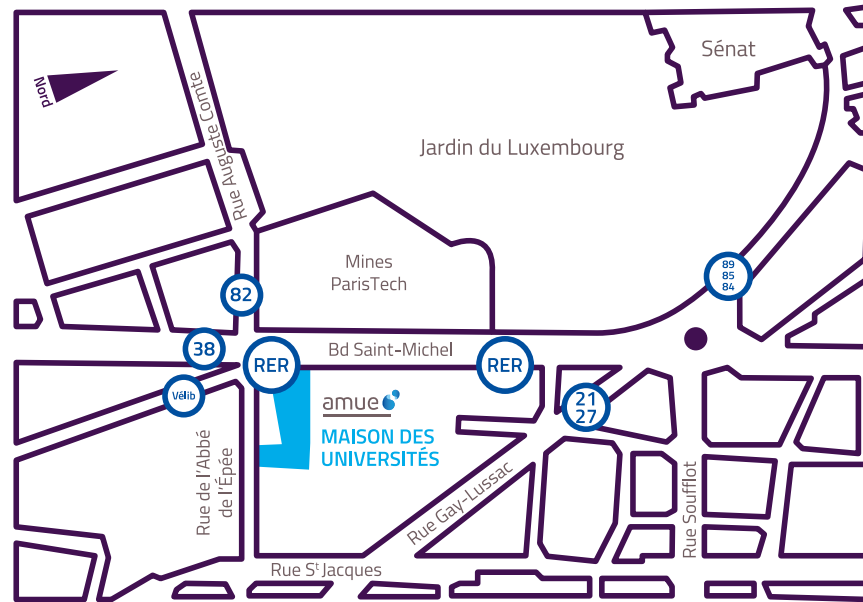 Sénat
Nord
Rue Auguste Comte
Jardin du Luxembourg
Mines
ParisTech
89
85
84
82
38
Bd Saint-Michel
RER
RER
Vélib
amue
21
27
MAISON DES
UNIVERSITÉS
Rue de l'Abbé
de l'Épée
Rue Gay-Lussac
Rue Soufflot
Rue St Jacques